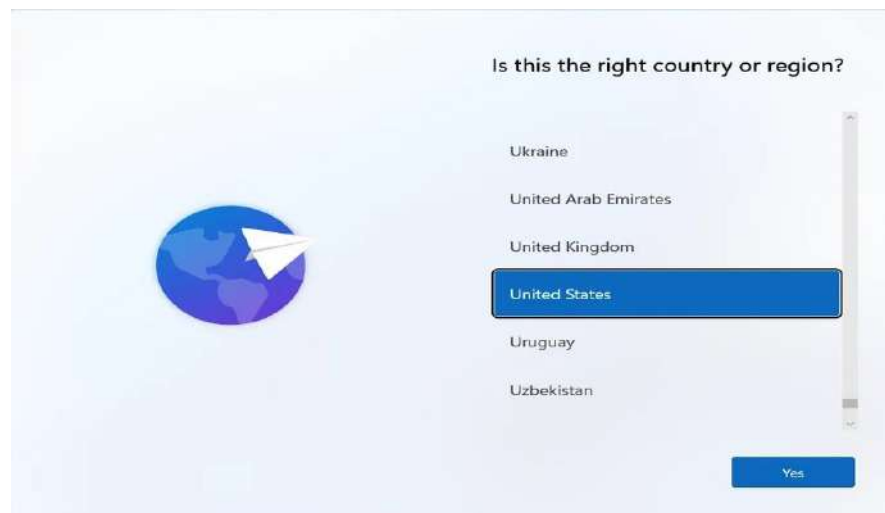 Is this the right country or region?
Ukraine
United Arab Emirates
United Kingdom
United States
Uruguay
Uzbekistan
Yes